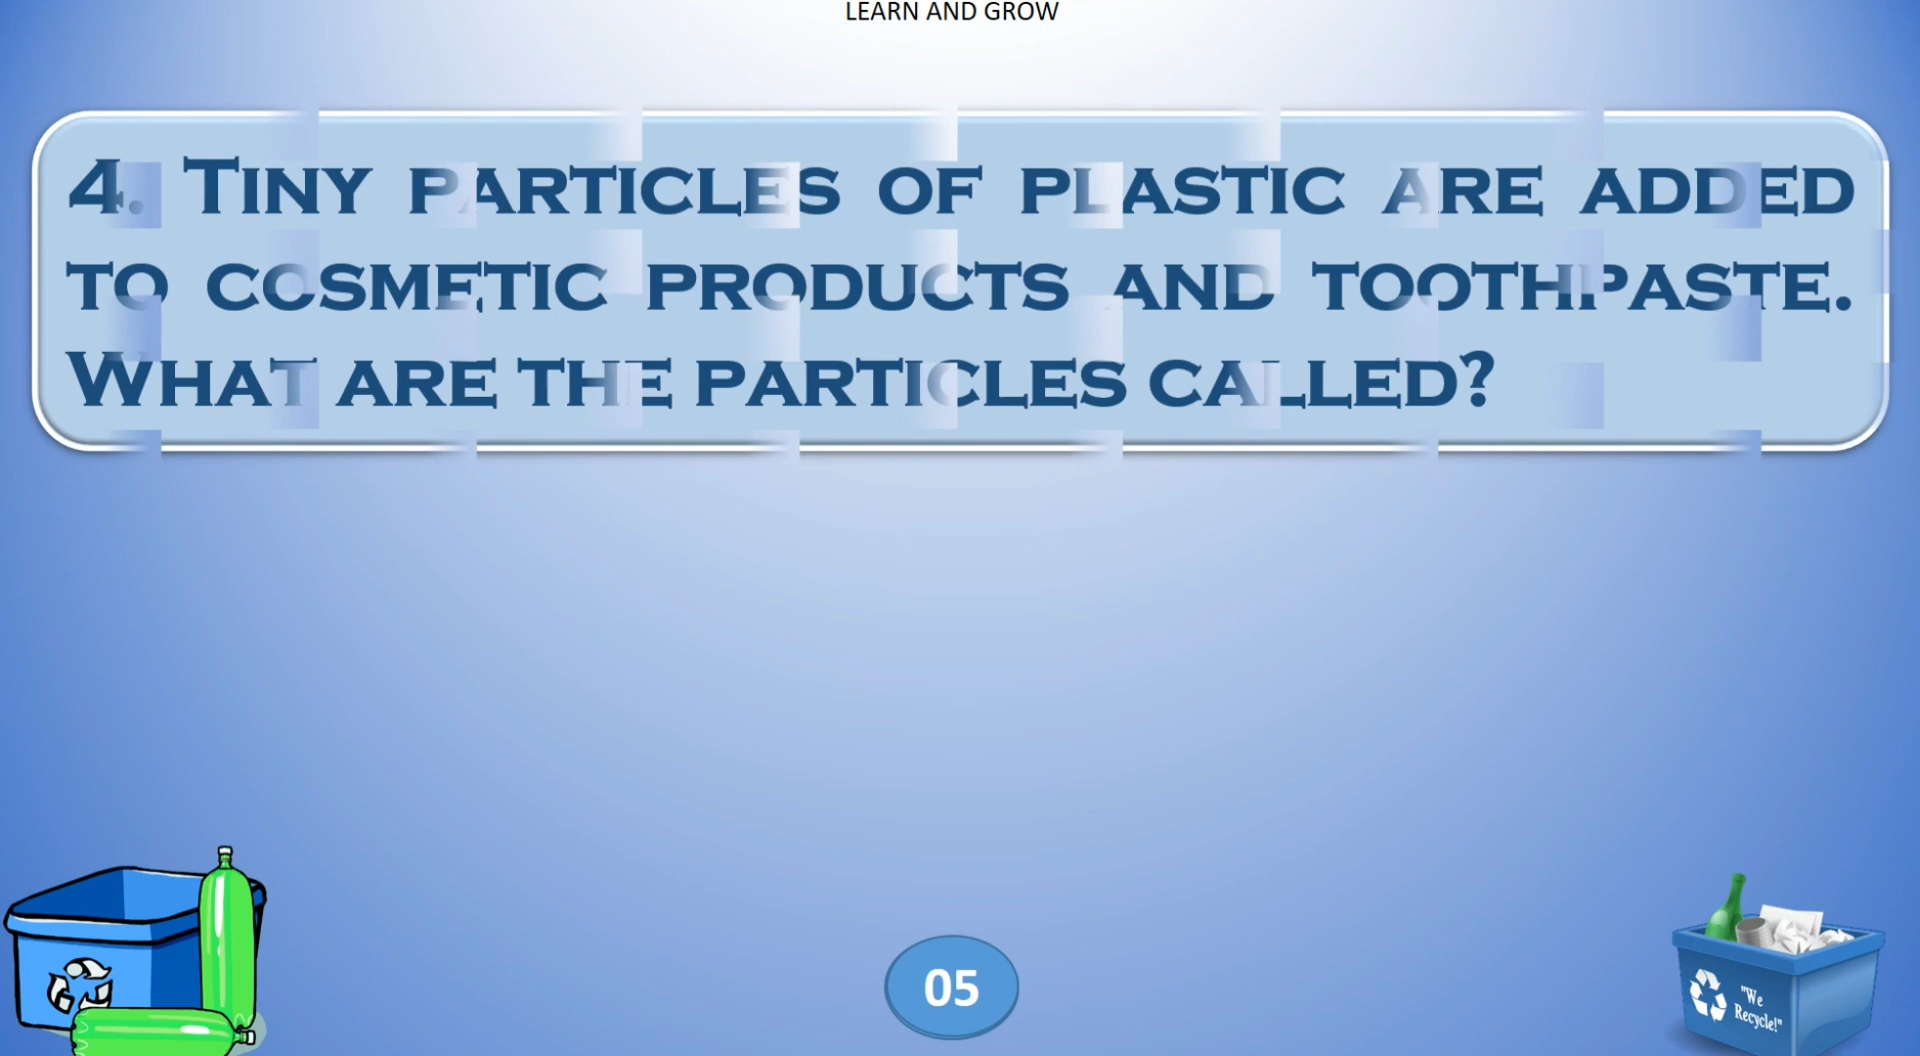 LEARN AND GROW
4. TINY PARTICLES OF PLASTIC ARE ADDED
TO COSMETIC PRODUCTS AND TOOTHPASTE.
WHAT ARE THE PARTICLES CALLED?
05
"We
Recycle!"